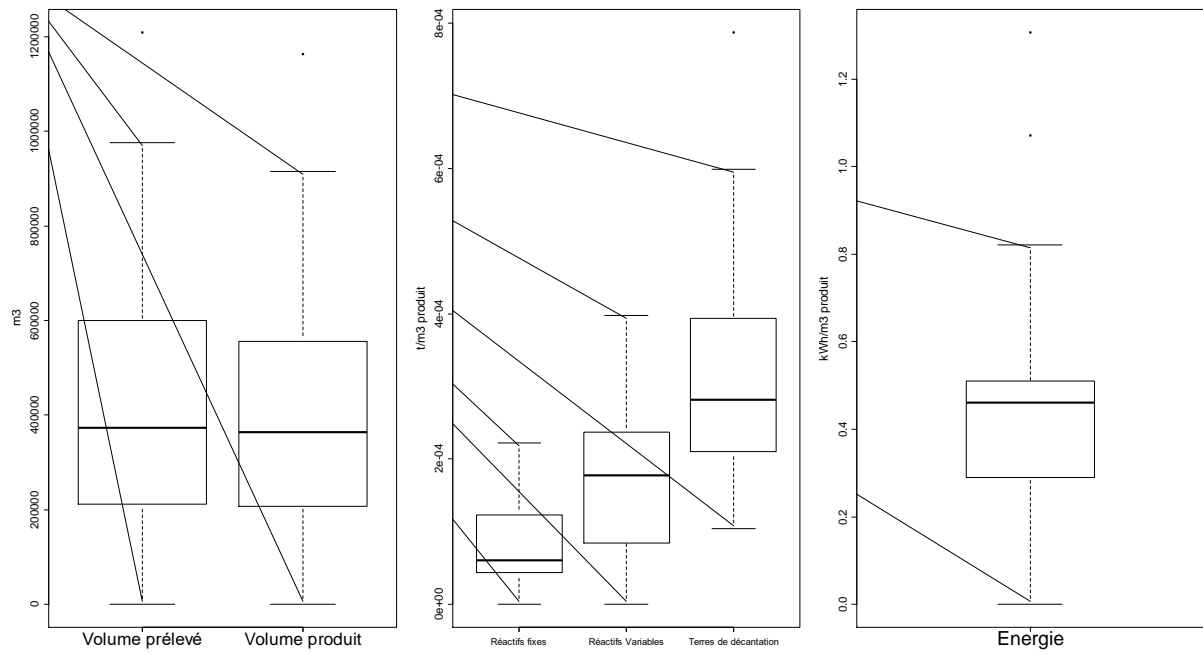 m3
1200000
1000000
800000
600000
400000
200000
0
Volume prélevé
Volume produit
t/m3 produit
8e-04
6e-04
4e-04
2e-04
0e+00
Réactifs fixes
Réactifs Variables
Terres de décantation
kWh/m3 produit
1.2
1.0
0.8
0.6
0.4
0.2
0.0
Energie